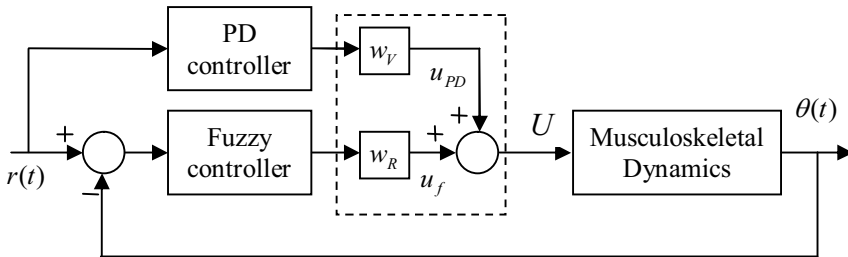 PD
controller
w_V
u_PD
+
Fuzzy
controller
w_R
u_f
+
+
−
r(t)
U
Musculoskeletal
Dynamics
θ(t)